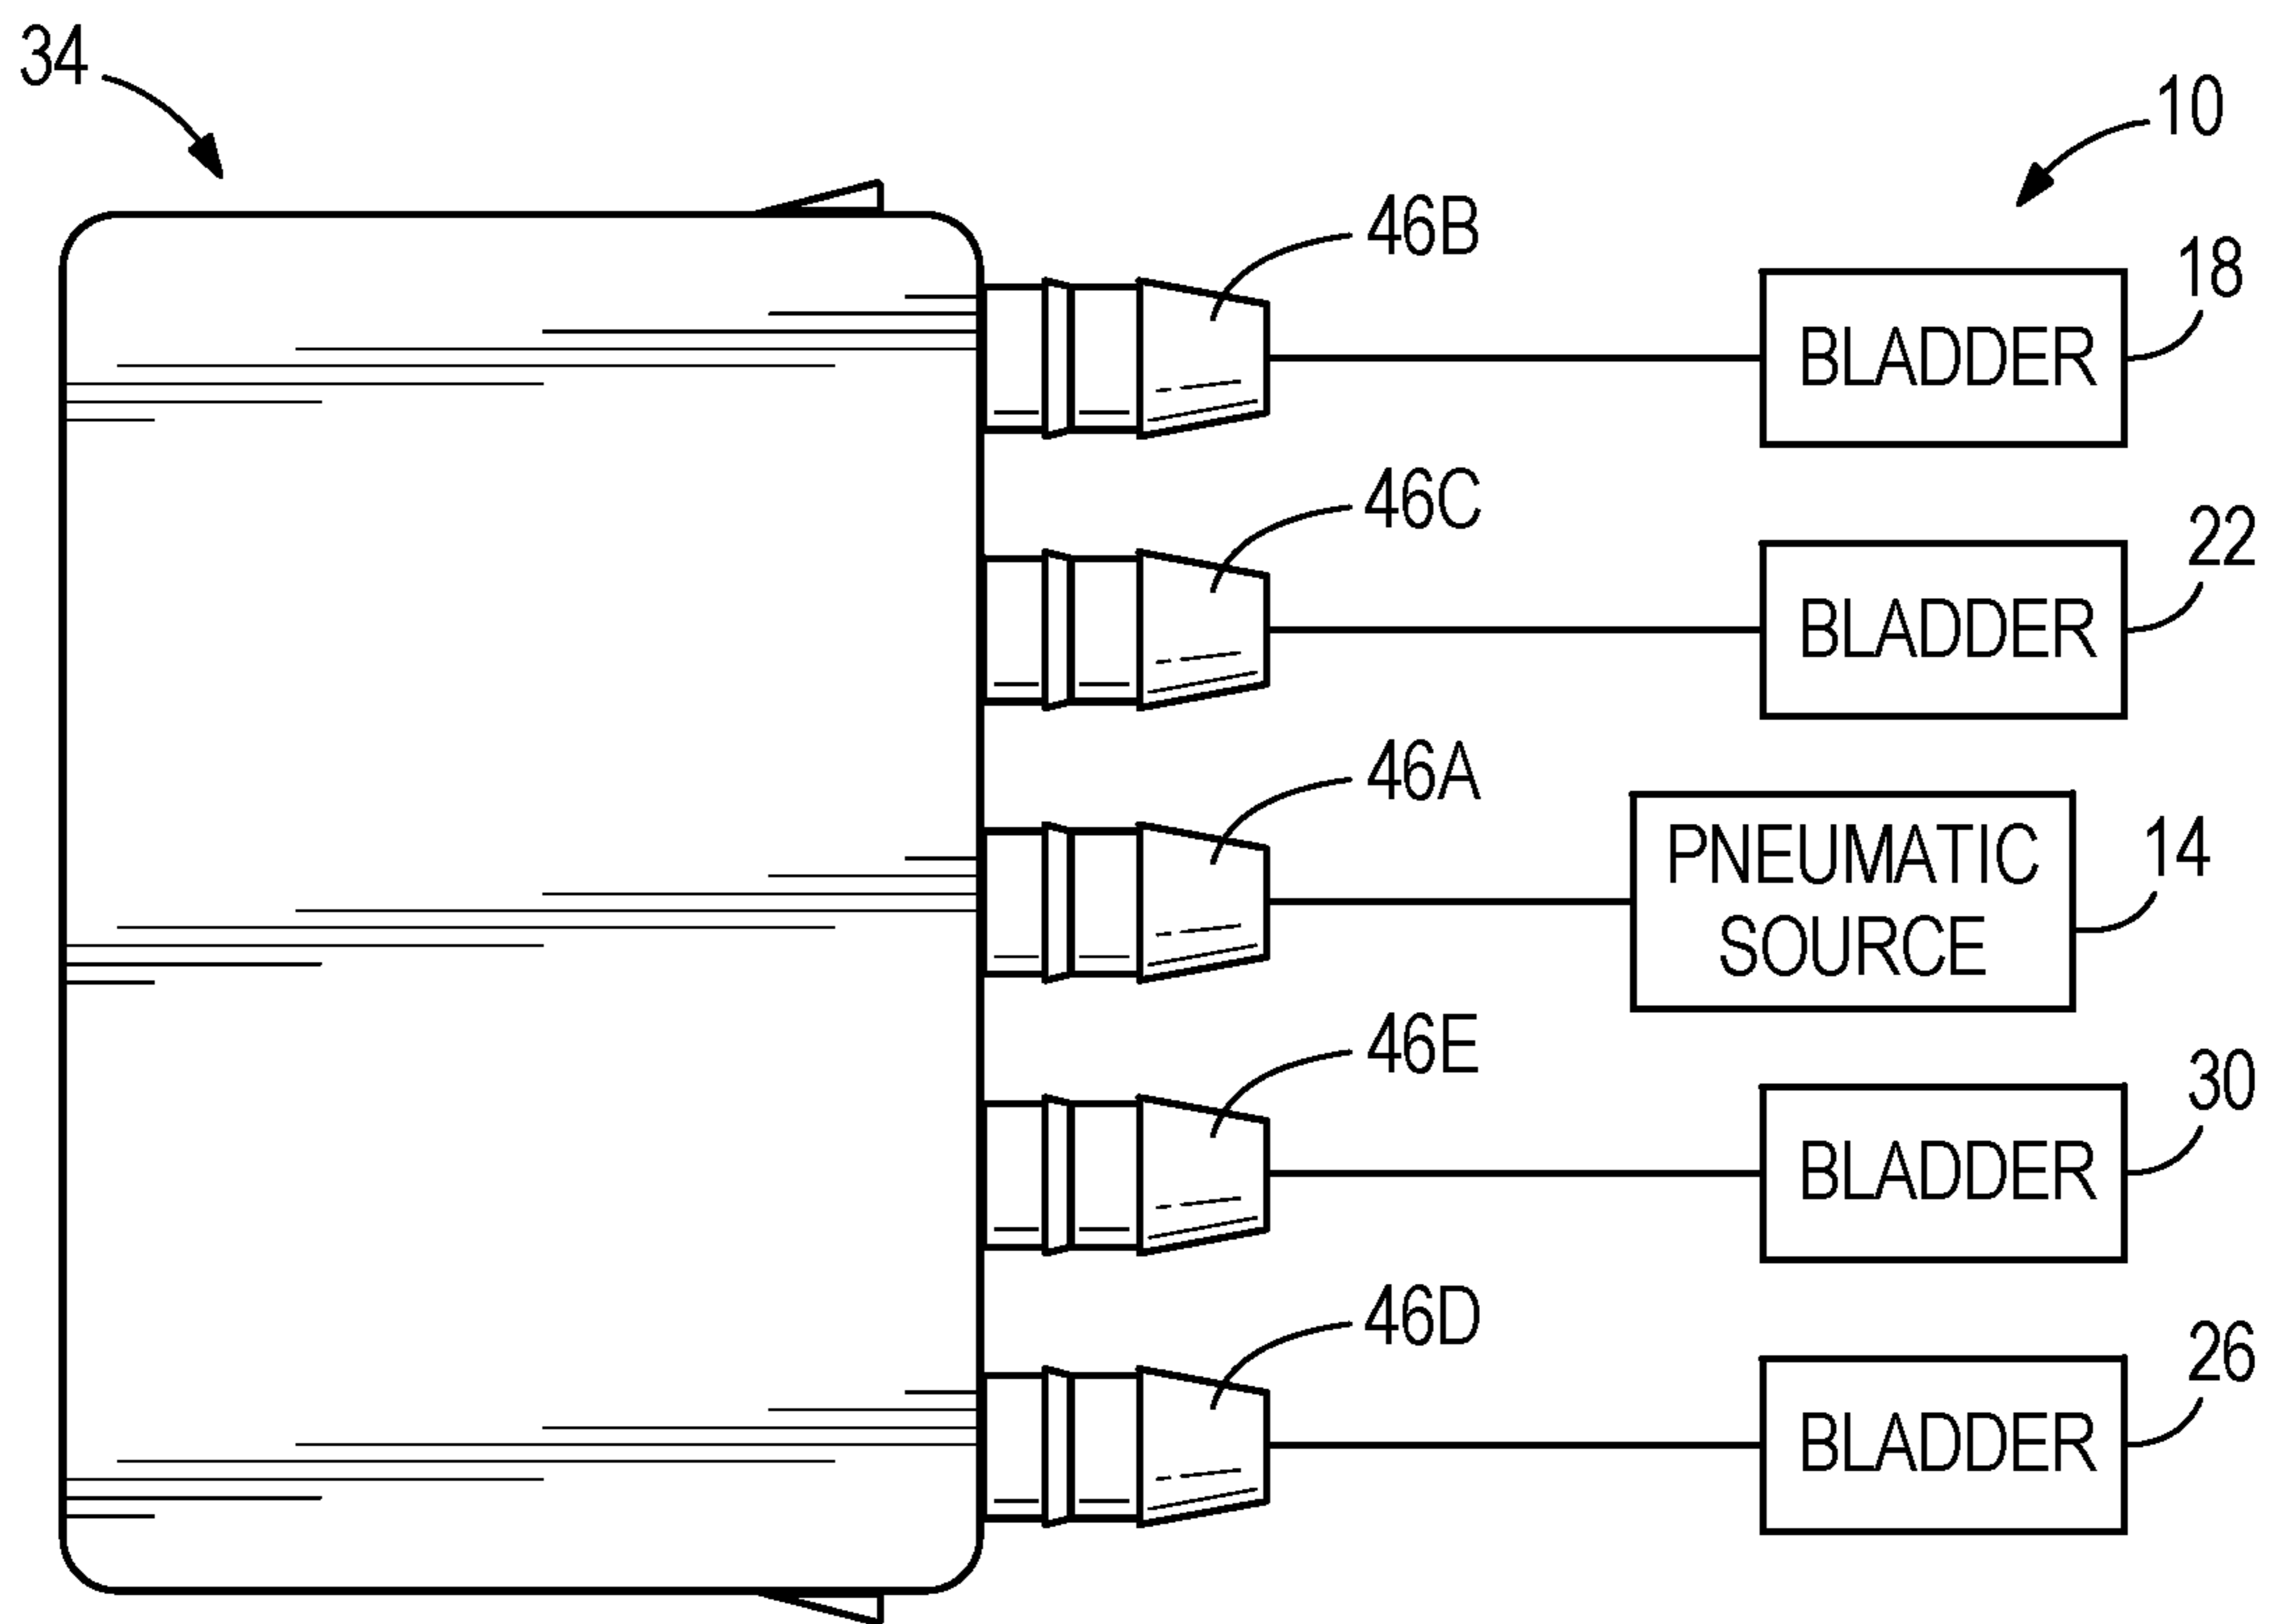 34
10
46B
18
BLADDER
46C
22
BLADDER
46A
14
PNEUMATIC
SOURCE
46E
30
BLADDER
46D
26
BLADDER